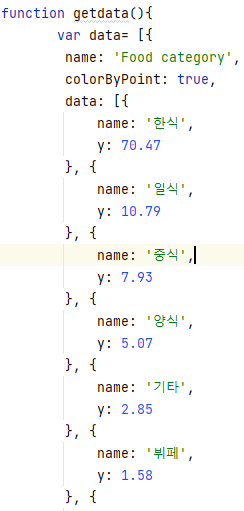 function getdata(){
var data= [{
name: 'Food category',
colorByPoint: true,
data: [{
name: '한식',
y: 70.47
}, {
name: '일식',
y: 10.79
}, {
name: '중식',
y: 7.93
}, {
name: '양식',
y: 5.07
}, {
name: '기타',
y: 2.85
}, {
name: '뷔페',
y: 1.58
}, {